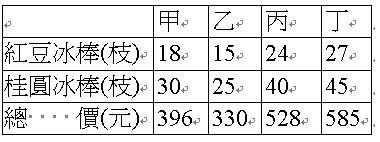 甲 乙 丙 丁
紅豆冰棒(枝) 18 15 24 27
桂圓冰棒(枝) 30 25 40 45
總····價(元) 396 330 528 585